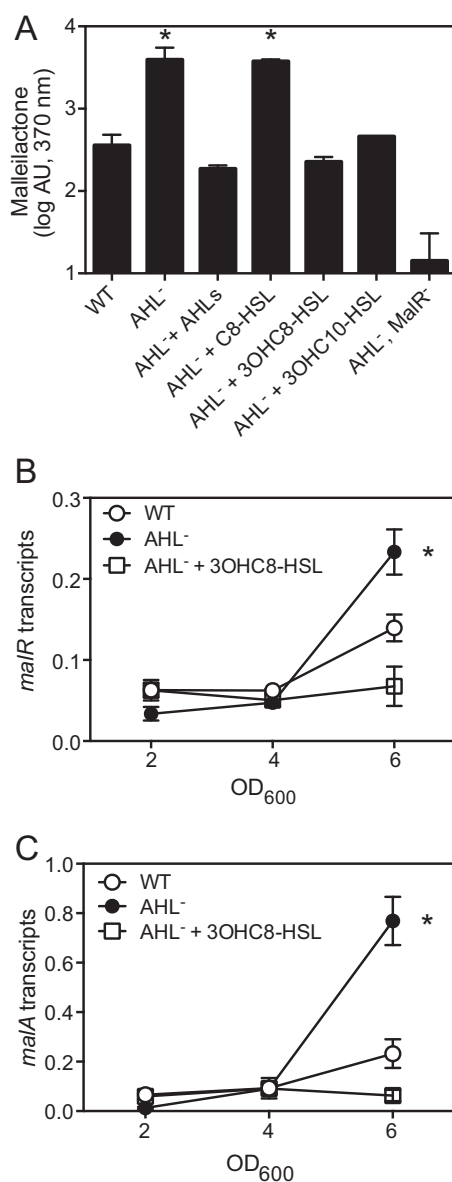 A
Malleilactone
(log AU, 370 nm)
4
3
2
1
* *
WT
AHL⁻
AHL⁻+ AHLs
AHL⁻ + C8-HSL
AHL⁻ + 3OHC8-HSL
AHL⁻ + 3OHC10-HSL
AHL⁻, MalR⁻
B
malR transcripts
0.3
0.2
0.1
0.0
WT
AHL⁻
AHL⁻ + 3OHC8-HSL
*
2 4 6
OD₆₀₀
C
malA transcripts
1.0
0.8
0.6
0.4
0.2
0.0
WT
AHL⁻
AHL⁻ + 3OHC8-HSL
*
2 4 6
OD₆₀₀